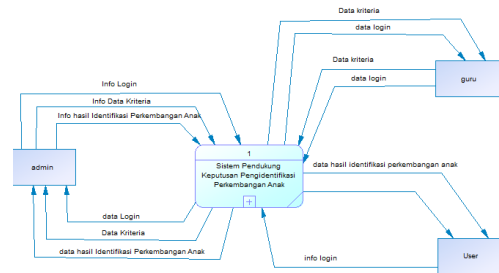 Data kriteria
data login
Data kriteria
data login
guru
Info Login
Info Data Kriteria
Info hasil Identifikasi Perkembangan Anak
admin
1
Sistem Pendukung
Keputusan Pengidentifikasi
Perkembangan Anak
+
data hasil Identifikasi perkembangan anak
data Login
Data Kriteria
data hasil Identifikasi Perkembangan Anak
info login
User